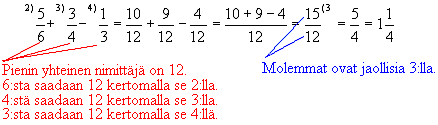 ²⁾5/6 + ³⁾3/4 − ⁴⁾1/3 = 10/12 + 9/12 − 4/12 = (10 + 9 − 4)/12 = 15/12⁽³ = 5/4 = 1 1/4
Pienin yhteinen nimittäjä on 12.
6:sta saadaan 12 kertomalla se 2:lla.
4:stä saadaan 12 kertomalla se 3:lla.
3:sta saadaan 12 kertomalla se 4:llä.
Molemmat ovat jaollisia 3:lla.